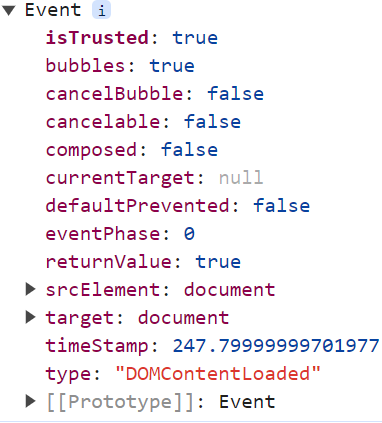 Event i
isTrusted: true
bubbles: true
cancelBubble: false
cancelable: false
composed: false
currentTarget: null
defaultPrevented: false
eventPhase: 0
returnValue: true
srcElement: document
target: document
timeStamp: 247.79999999701977
type: "DOMContentLoaded"
[[Prototype]]: Event